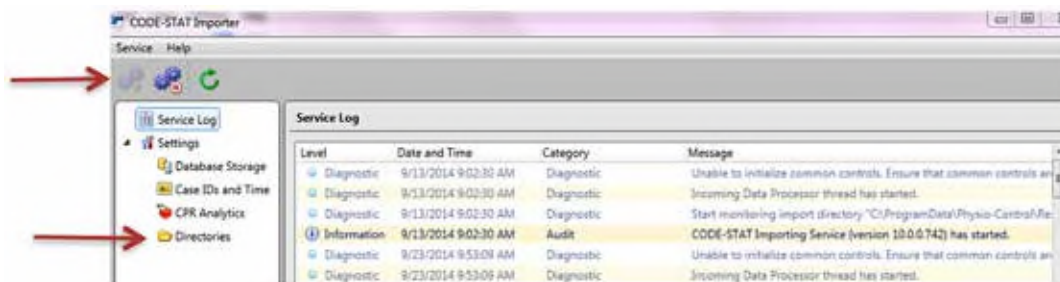 CODE-STAT Importer
Service Help
Service Log
Settings
Database Storage
Case IDs and Time
CPR Analytics
Directories
Service Log
Level Date and Time Category Message
Diagnostic 9/13/2014 9:02:30 AM Diagnostic Unable to initialize common controls. Ensure that common controls an
Diagnostic 9/13/2014 9:02:30 AM Diagnostic Incoming Data Processor thread has started.
Diagnostic 9/13/2014 9:02:30 AM Diagnostic Start monitoring import directory "C:\ProgramData\Physio-Control\Re
Information 9/13/2014 9:02:30 AM Audit CODE-STAT Importing Service (version 10.0.0.742) has started.
Diagnostic 9/23/2014 9:53:09 AM Diagnostic Unable to initialize common controls. Ensure that common controls an
Diagnostic 9/23/2014 9:53:09 AM Diagnostic Incoming Data Processor thread has started.